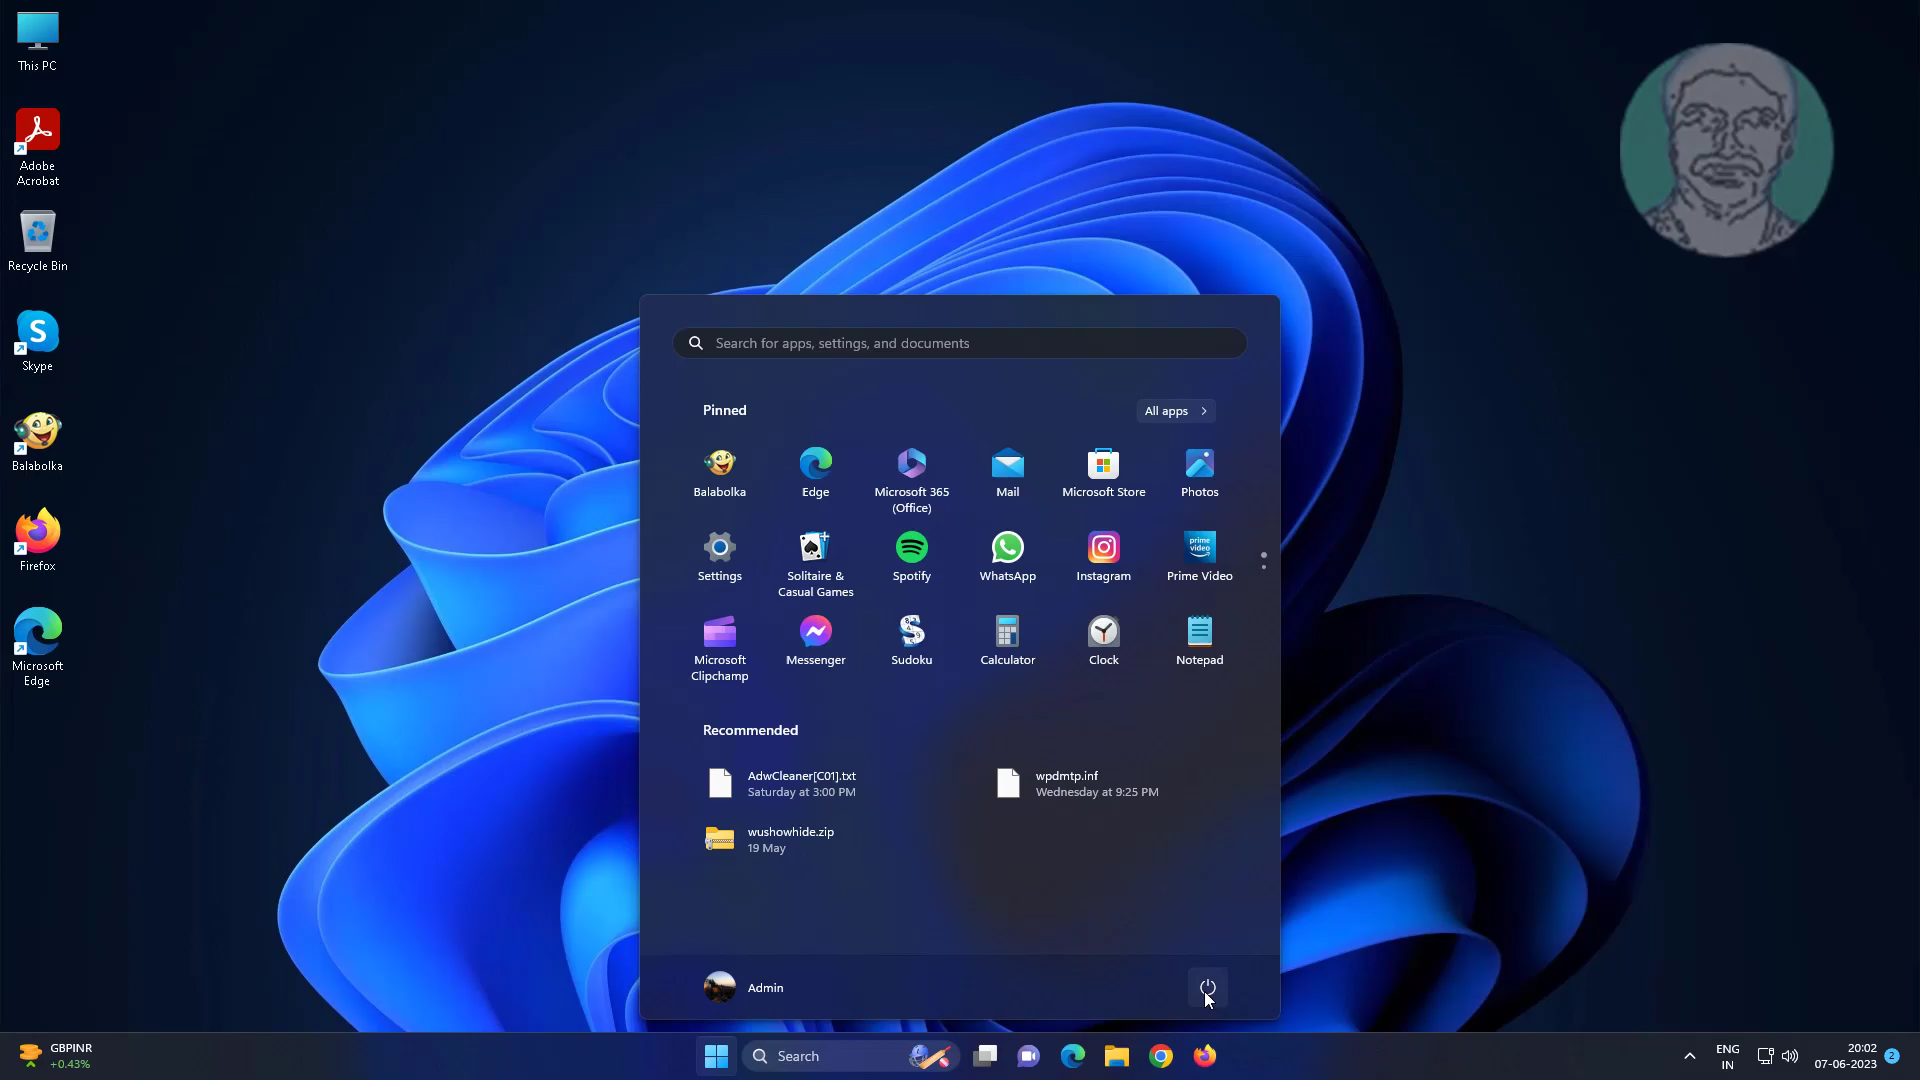 This PC
Adobe
Acrobat
Recycle Bin
Skype
Balabolka
Firefox
Microsoft
Edge
Search for apps, settings, and documents
Pinned
All apps
Balabolka
Edge
Microsoft 365
(Office)
Mail
Microsoft Store
Photos
Settings
Solitaire &
Casual Games
Spotify
WhatsApp
Instagram
prime
video
Prime Video
Microsoft
Clipchamp
Messenger
Sudoku
Calculator
Clock
Notepad
Recommended
AdwCleaner[C01].txt
Saturday at 3:00 PM
wpdmtp.inf
Wednesday at 9:25 PM
wushowhide.zip
19 May
Admin
GBPINR
+0.43%
Search
ENG
IN
20:02
07-06-2023
2